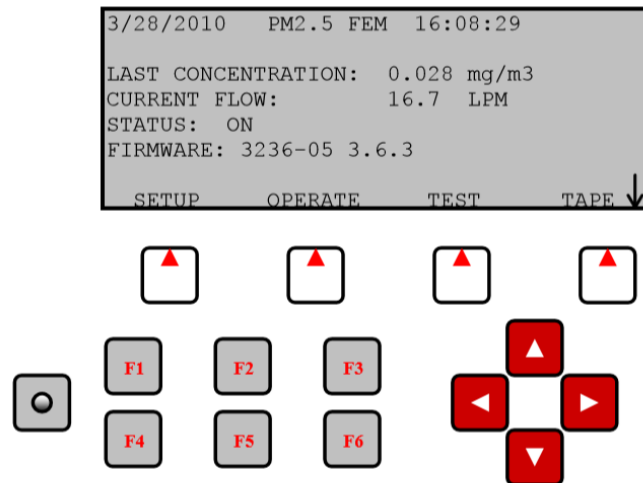 3/28/2010 PM2.5 FEM 16:08:29
LAST CONCENTRATION: 0.028 mg/m3
CURRENT FLOW: 16.7 LPM
STATUS: ON
FIRMWARE: 3236-05 3.6.3
SETUP OPERATE TEST TAPE
F1 F2 F3
F4 F5 F6